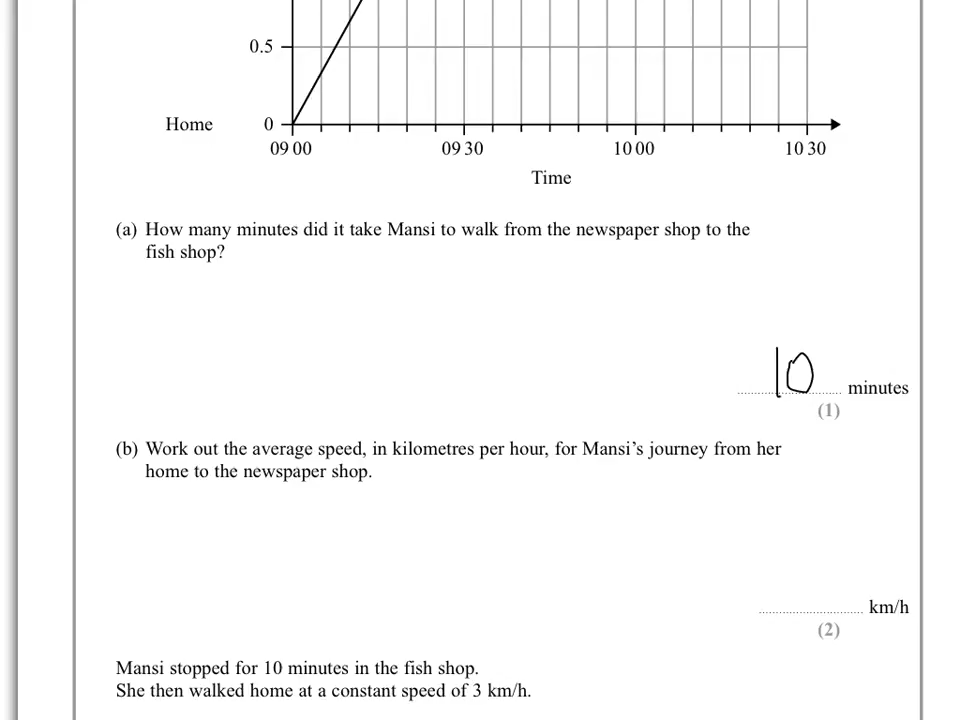 0.5
Home 0
09 00 09 30 10 00 10 30
Time
(a) How many minutes did it take Mansi to walk from the newspaper shop to the
fish shop?
10 minutes
(1)
(b) Work out the average speed, in kilometres per hour, for Mansi’s journey from her
home to the newspaper shop.
km/h
(2)
Mansi stopped for 10 minutes in the fish shop.
She then walked home at a constant speed of 3 km/h.